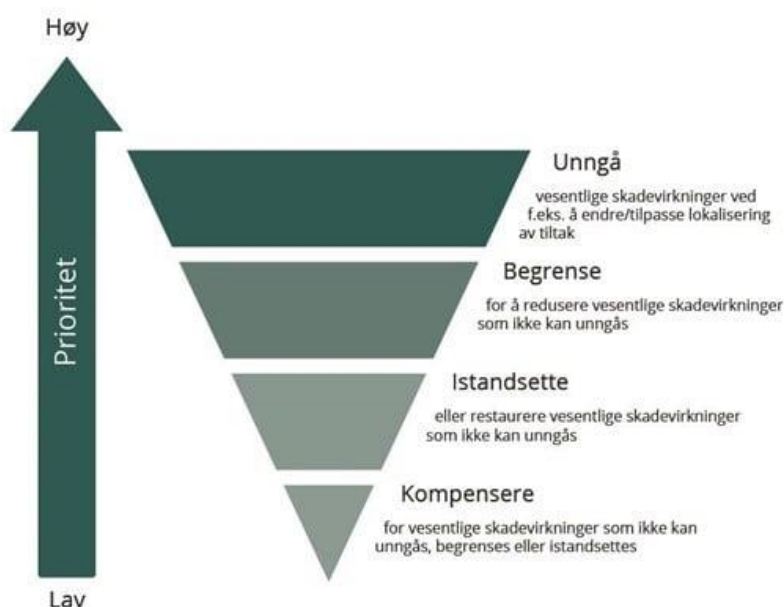 Høy
Prioritet
Unngå
vesentlige skadevirkninger ved
f.eks. å endre/tilpasse lokalisering
av tiltak
Begrense
for å redusere vesentlige skadevirkninger
som ikke kan unngås
Istandsette
eller restaurere vesentlige skadevirkninger
som ikke kan unngås
Kompensere
for vesentlige skadevirkninger som ikke kan
unngås, begrenses eller istandsettes
Lav